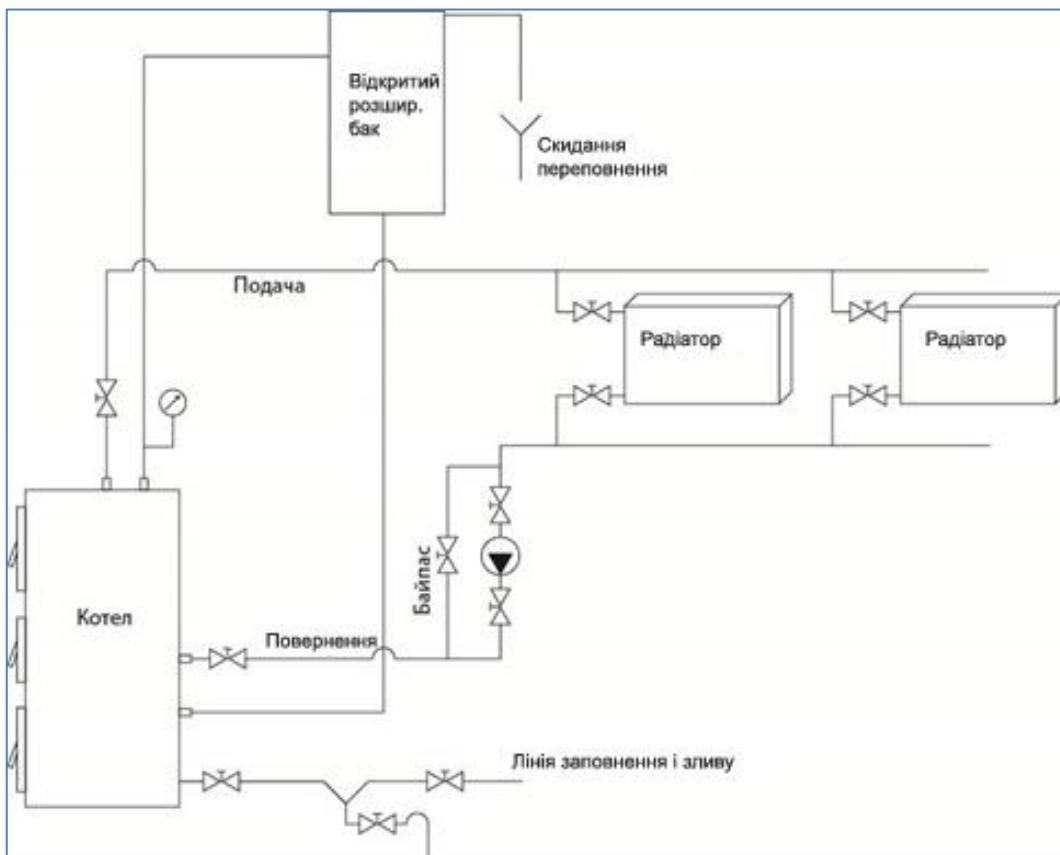 Відкритий
розшир.
бак
Скидання
переповнення
Подача
Радіатор
Радіатор
Байпас
Котел
Повернення
Лінія заповнення і зливу